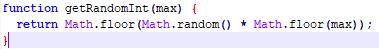 function getRandomInt(max) {
  return Math.floor(Math.random() * Math.floor(max));
}